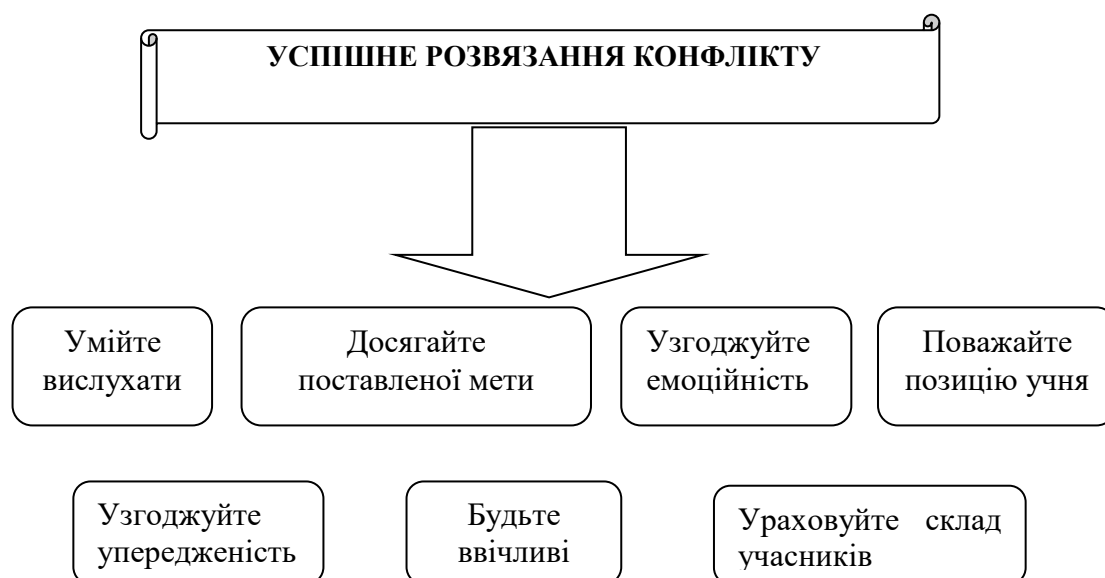 УСПІШНЕ РОЗВЯЗАННЯ КОНФЛІКТУ
Умійте
вислухати
Досягайте
поставленої мети
Узгоджуйте
емоційність
Поважайте
позицію учня
Узгоджуйте
упередженість
Будьте
ввічливі
Ураховуйте склад
учасників